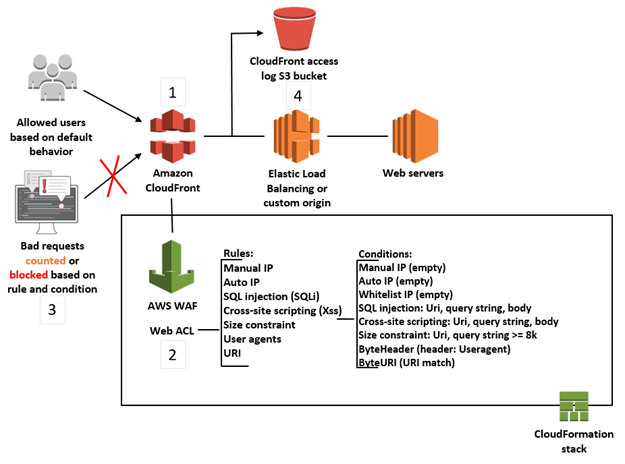 CloudFront access
log S3 bucket
1
4
Allowed users
based on default
behavior
Amazon
CloudFront
Elastic Load
Balancing or
custom origin
Web servers
Bad requests
counted or
blocked based on
rule and condition
3
AWS WAF
Web ACL
2
Rules:
Manual IP
Auto IP
SQL injection (SQLi)
Cross-site scripting (Xss)
Size constraint
User agents
URI
Conditions:
Manual IP (empty)
Auto IP (empty)
Whitelist IP (empty)
SQL injection: Uri, query string, body
Cross-site scripting: Uri, query string, body
Size constraint: Uri, query string >= 8k
ByteHeader (header: Useragent)
ByteURI (URI match)
CloudFormation
stack